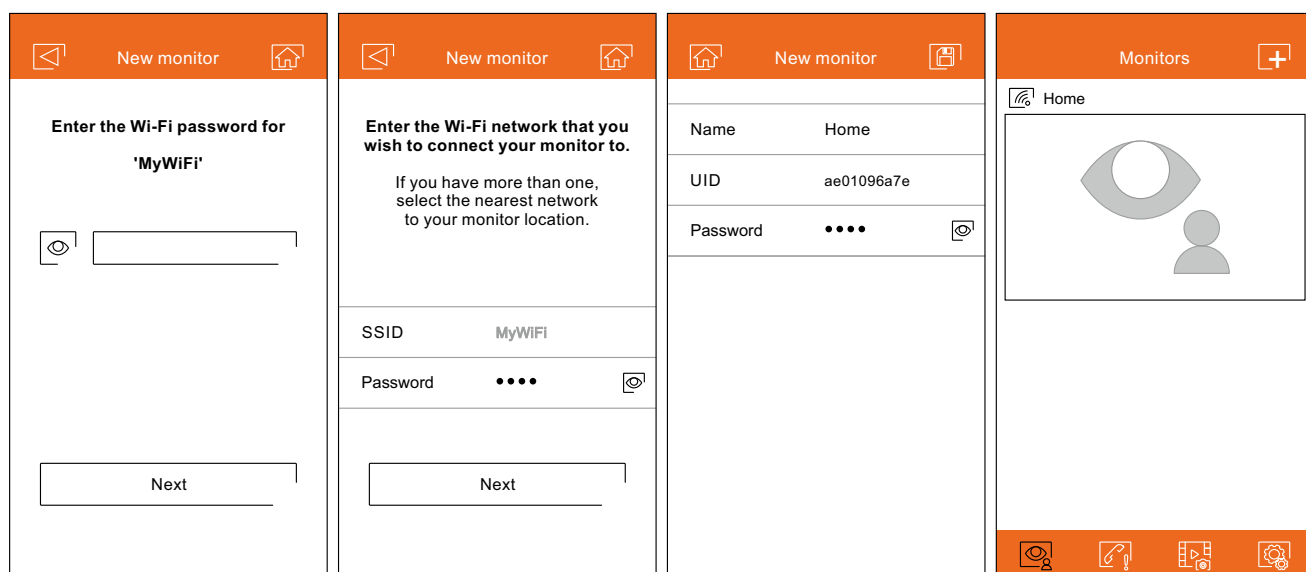 New monitor
Enter the Wi-Fi password for
'MyWiFi'
Next
New monitor
Enter the Wi-Fi network that you
wish to connect your monitor to.
If you have more than one,
select the nearest network
to your monitor location.
SSID MyWiFi
Password ••••
Next
New monitor
Name Home
UID ae01096a7e
Password ••••
Monitors
Home